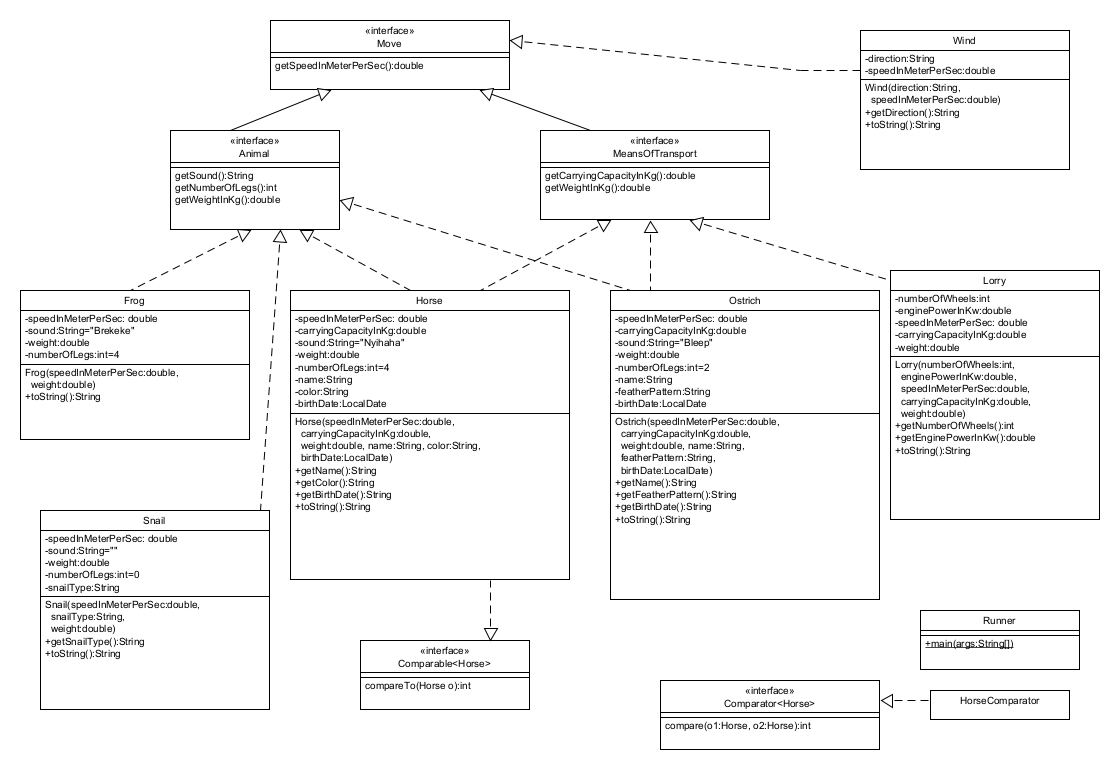 «interface»
Move
getSpeedInMeterPerSec():double
Wind
-direction:String
-speedInMeterPerSec:double
Wind(direction:String,
speedInMeterPerSec:double)
+getDirection():String
+toString():String
«interface»
Animal
getSound():String
getNumberOfLegs():int
getWeightInKg():double
«interface»
MeansOfTransport
getCarryingCapacityInKg():double
getWeightInKg():double
Frog
-speedInMeterPerSec: double
-sound:String="Brekeke"
-weight:double
-numberOfLegs:int=4
Frog(speedInMeterPerSec:double,
weight:double)
+toString():String
Horse
-speedInMeterPerSec: double
-carryingCapacityInKg:double
-sound:String="Nyihaha"
-weight:double
-numberOfLegs:int=4
-name:String
-color:String
-birthDate:LocalDate
Horse(speedInMeterPerSec:double,
carryingCapacityInKg:double,
weight:double, name:String, color:String,
birthDate:LocalDate)
+getName():String
+getColor():String
+getBirthDate():String
+toString():String
Ostrich
-speedInMeterPerSec: double
-carryingCapacityInKg:double
-sound:String="Bleep"
-weight:double
-numberOfLegs:int=2
-name:String
-featherPattern:String
-birthDate:LocalDate
Ostrich(speedInMeterPerSec:double,
carryingCapacityInKg:double,
weight:double, name:String,
featherPattern:String,
birthDate:LocalDate)
+getName():String
+getFeatherPattern():String
+getBirthDate():String
+toString():String
Lorry
-numberOfWheels:int
-enginePowerInKw:double
-speedInMeterPerSec: double
-carryingCapacityInKg:double
-weight:double
Lorry(numberOfWheels:int,
enginePowerInKw:double,
speedInMeterPerSec:double,
carryingCapacityInKg:double,
weight:double)
+getNumberOfWheels():int
+getEnginePowerInKw():double
+toString():String
Snail
-speedInMeterPerSec: double
-sound:String=""
-weight:double
-numberOfLegs:int=0
-snailType:String
Snail(speedInMeterPerSec:double,
snailType:String,
weight:double)
+getSnailType():String
+toString():String
«interface»
Comparable<Horse>
compareTo(Horse o):int
Runner
+main(args:String[])
«interface»
Comparator<Horse>
compare(o1:Horse, o2:Horse):int
HorseComparator